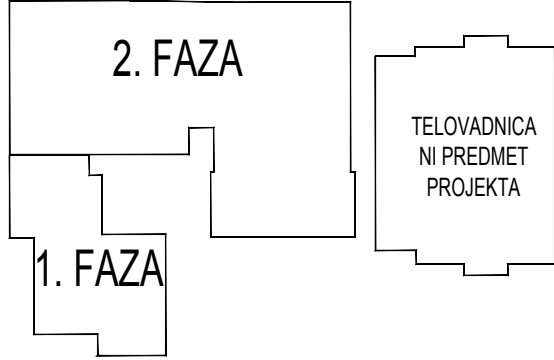 2. FAZA
TELOVADNICA
NI PREDMET
PROJEKTA
1. FAZA